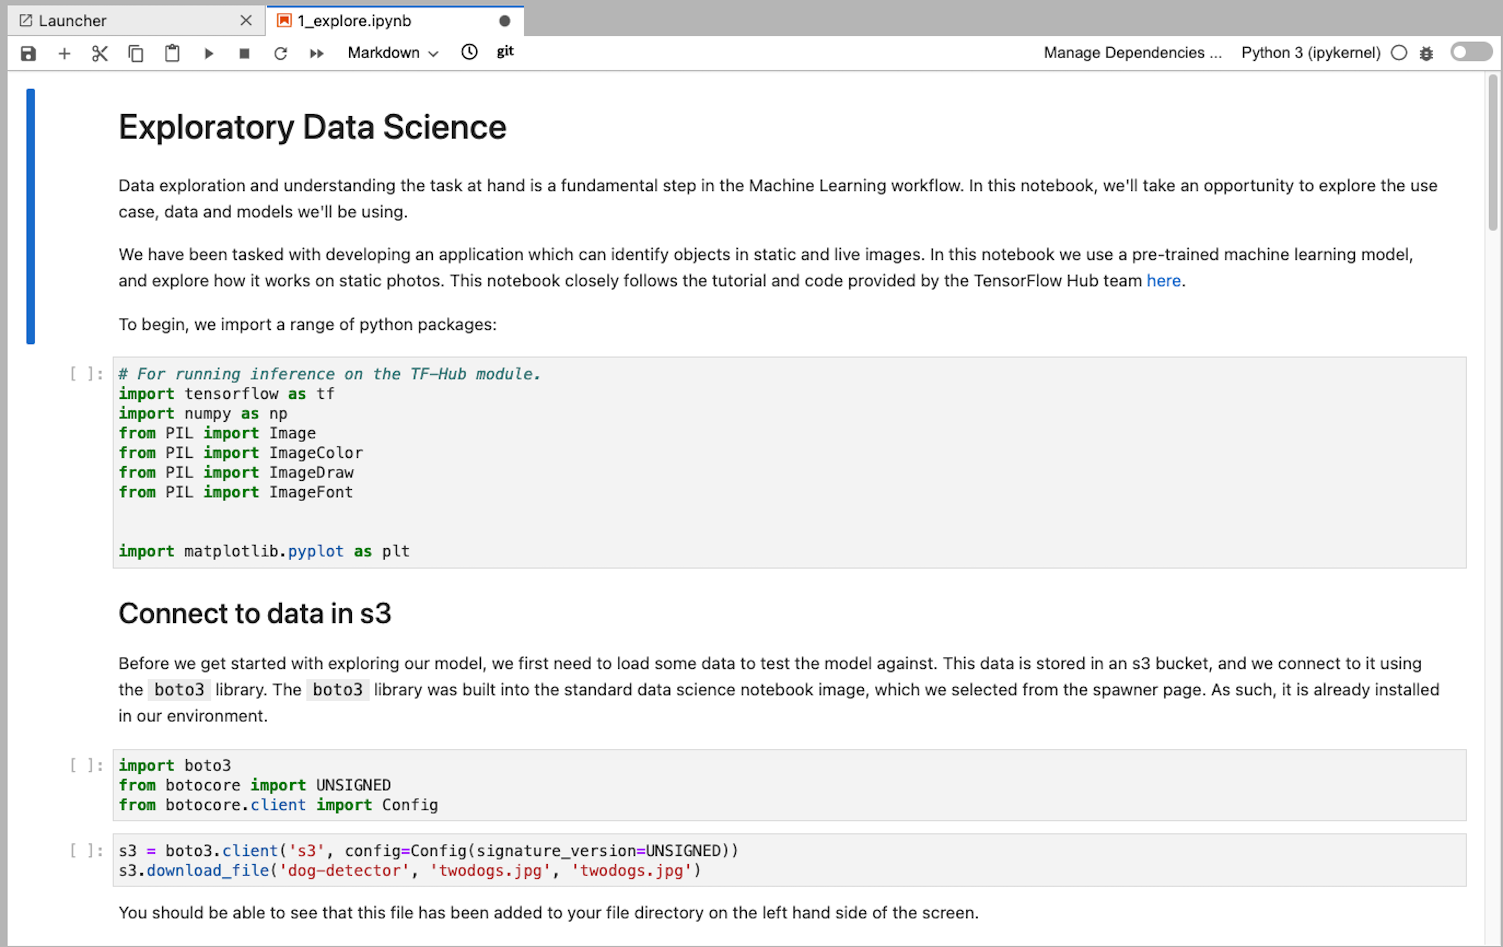 Launcher
1_explore.ipynb
Markdown
git
Manage Dependencies ...
Python 3 (ipykernel)
Exploratory Data Science
Data exploration and understanding the task at hand is a fundamental step in the Machine Learning workflow. In this notebook, we'll take an opportunity to explore the use
case, data and models we'll be using.
We have been tasked with developing an application which can identify objects in static and live images. In this notebook we use a pre-trained machine learning model,
and explore how it works on static photos. This notebook closely follows the tutorial and code provided by the TensorFlow Hub team here.
To begin, we import a range of python packages:
[ ]:
# For running inference on the TF-Hub module.
import tensorflow as tf
import numpy as np
from PIL import Image
from PIL import ImageColor
from PIL import ImageDraw
from PIL import ImageFont
import matplotlib.pyplot as plt
Connect to data in s3
Before we get started with exploring our model, we first need to load some data to test the model against. This data is stored in an s3 bucket, and we connect to it using
the boto3 library. The boto3 library was built into the standard data science notebook image, which we selected from the spawner page. As such, it is already installed
in our environment.
[ ]:
import boto3
from botocore import UNSIGNED
from botocore.client import Config
[ ]:
s3 = boto3.client('s3', config=Config(signature_version=UNSIGNED))
s3.download_file('dog-detector', 'twodogs.jpg', 'twodogs.jpg')
You should be able to see that this file has been added to your file directory on the left hand side of the screen.